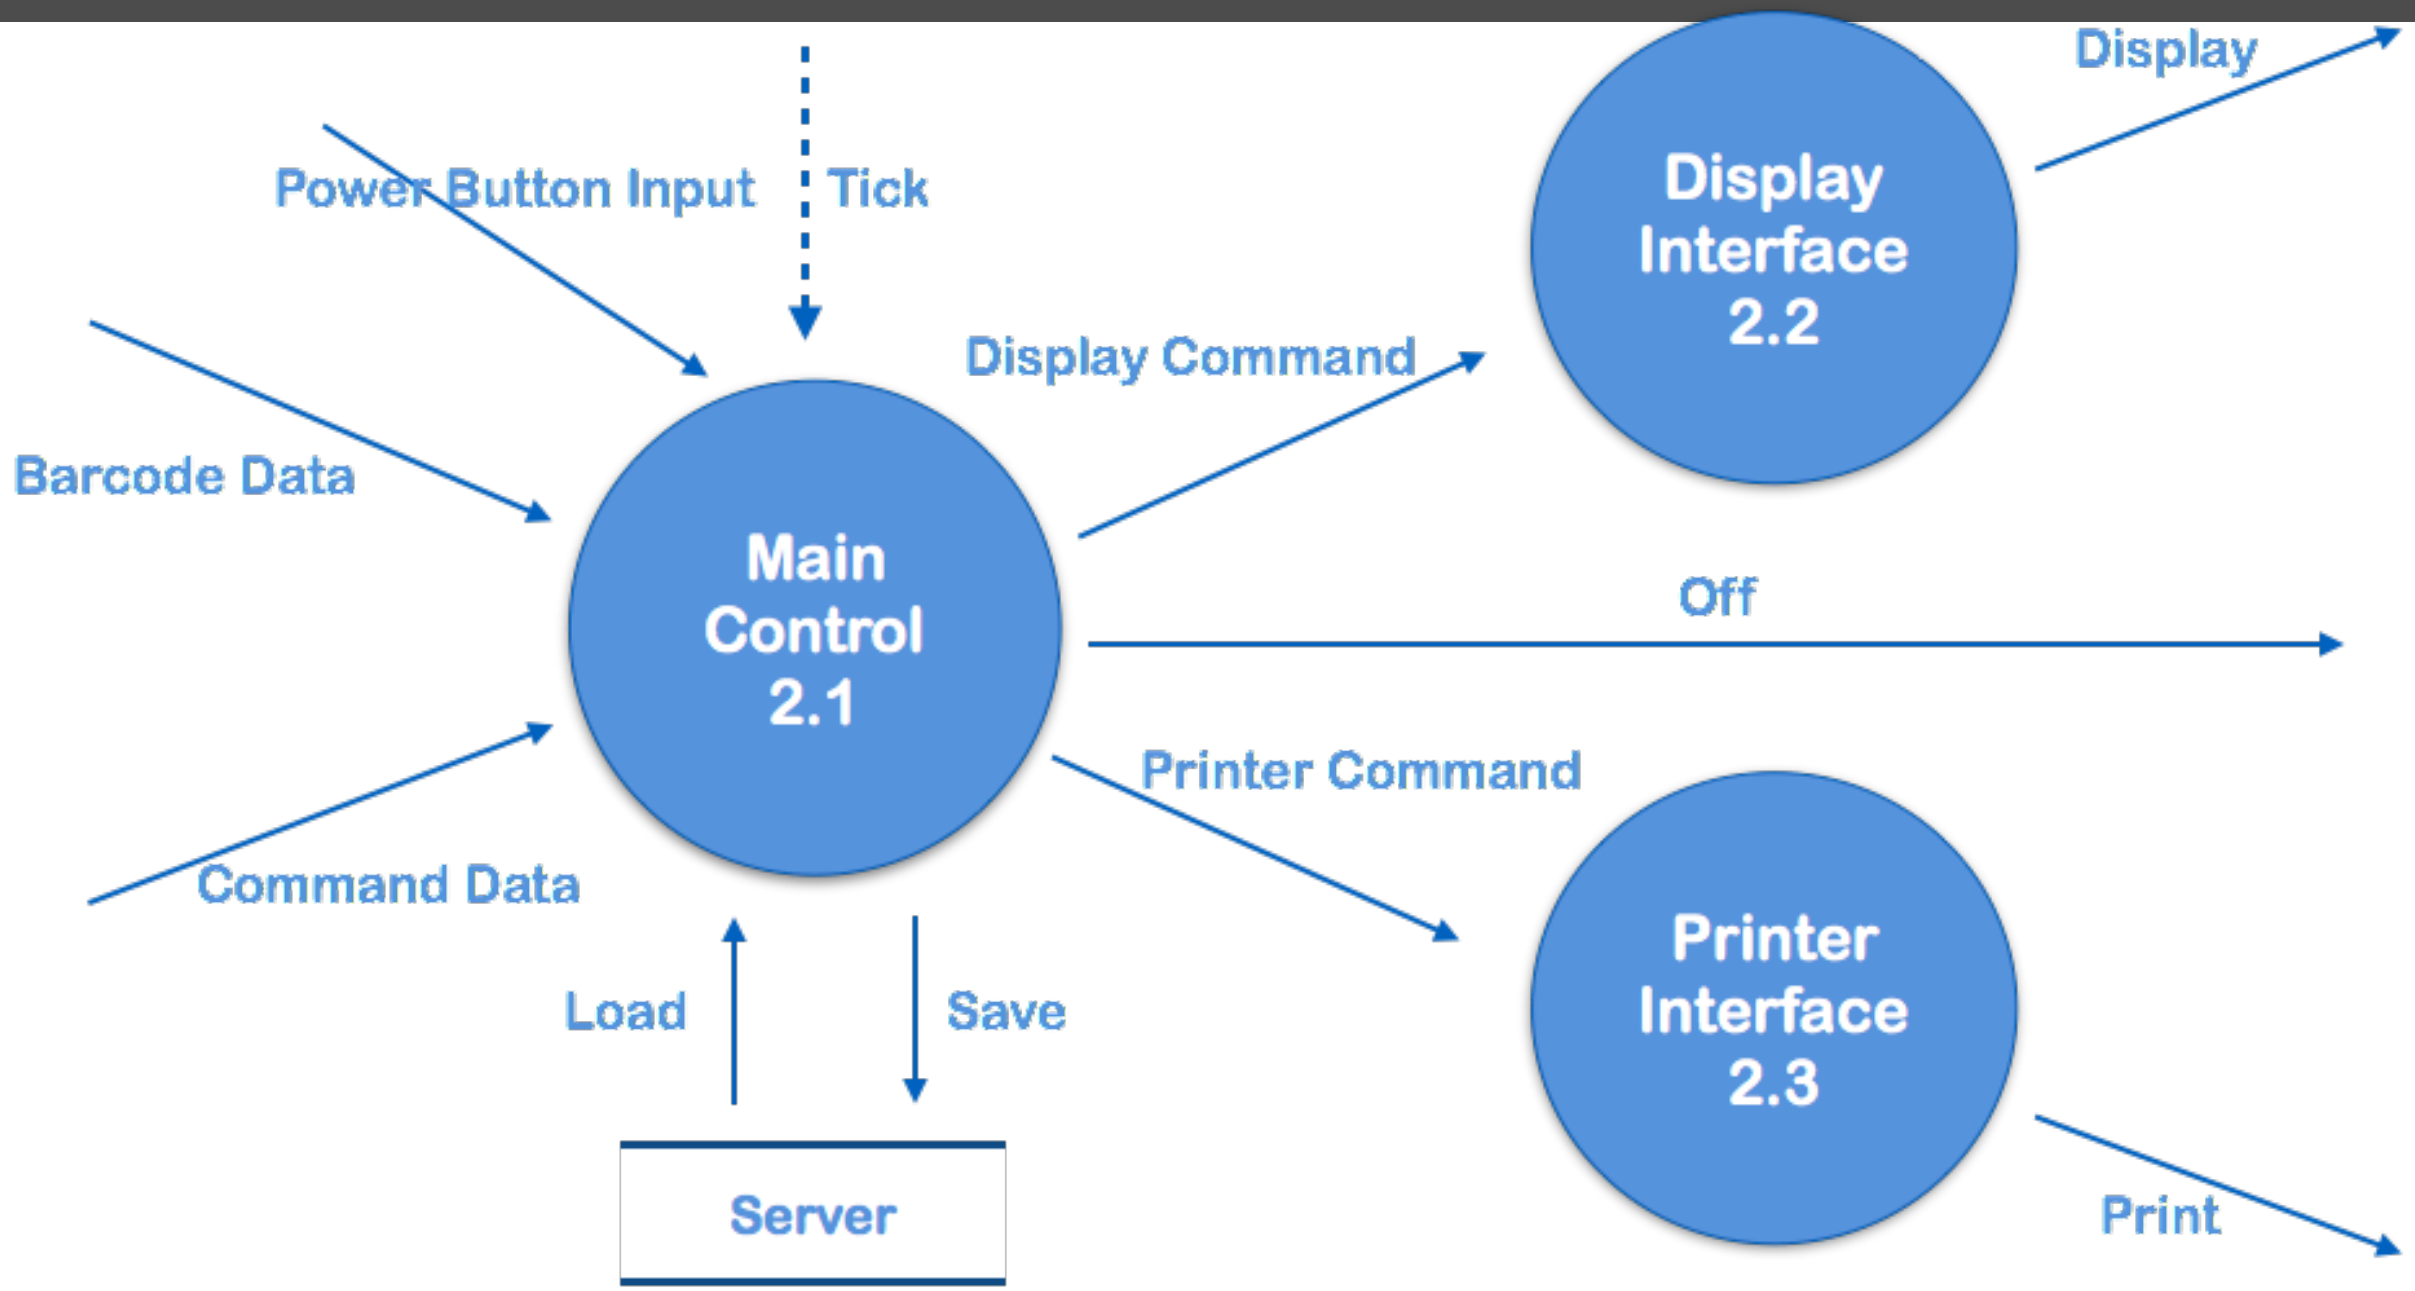 Display
Power Button Input
Tick
Display
Interface
2.2
Display Command
Barcode Data
Main
Control
2.1
Off
Printer Command
Command Data
Printer
Interface
2.3
Load
Save
Server
Print